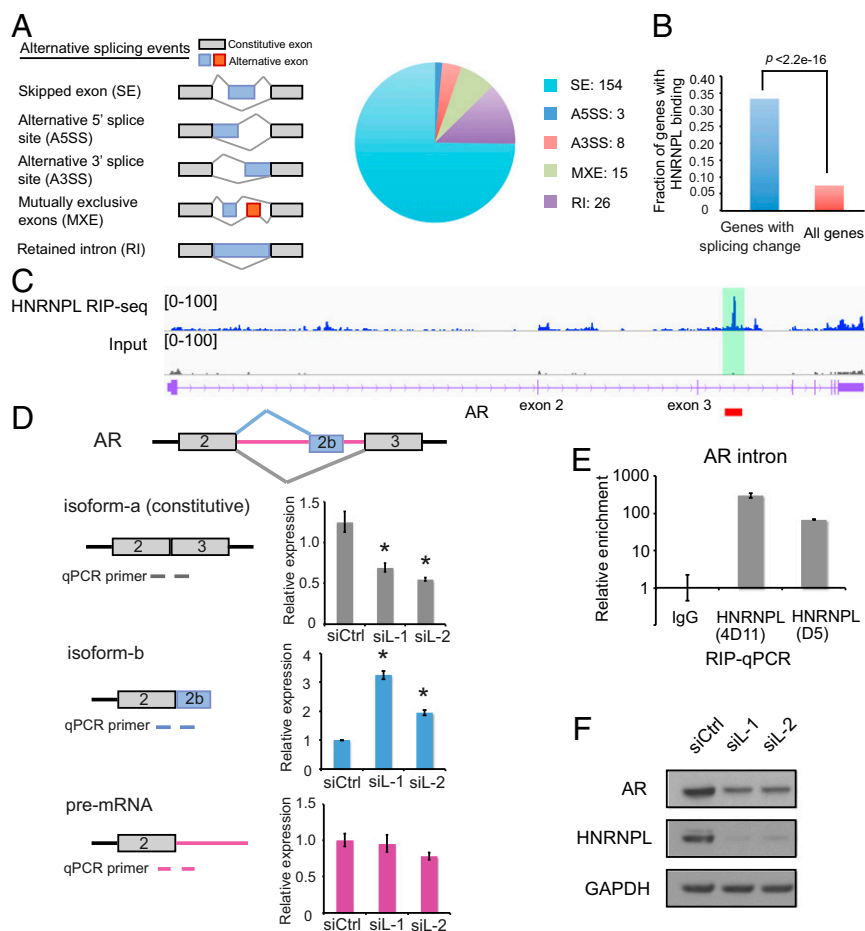 A
Alternative splicing events
Constitutive exon
Alternative exon
Skipped exon (SE)
Alternative 5' splice
site (A5SS)
Alternative 3' splice
site (A3SS)
Mutually exclusive
exons (MXE)
Retained intron (RI)
SE: 154
A5SS: 3
A3SS: 8
MXE: 15
RI: 26
B
p <2.2e-16
Fraction of genes with
HNRNPL binding
0.40
0.35
0.30
0.25
0.20
0.15
0.10
0.05
0.00
Genes with
splicing change
All genes
C
HNRNPL RIP-seq
[0-100]
Input
[0-100]
AR
exon 2
exon 3
D
AR
2
2b
3
isoform-a (constitutive)
2
3
qPCR primer
Relative expression
1.5
1.0
0.5
0.0
*
*
siCtrl
siL-1
siL-2
isoform-b
2
2b
qPCR primer
Relative expression
4
3
2
1
0
*
*
siCtrl
siL-1
siL-2
pre-mRNA
2
qPCR primer
Relative expression
1.5
1.0
0.5
0.0
siCtrl
siL-1
siL-2
E
AR intron
Relative enrichment
1000
100
10
1
IgG
HNRNPL
(4D11)
HNRNPL
(D5)
RIP-qPCR
F
siCtrl
siL-1
siL-2
AR
HNRNPL
GAPDH